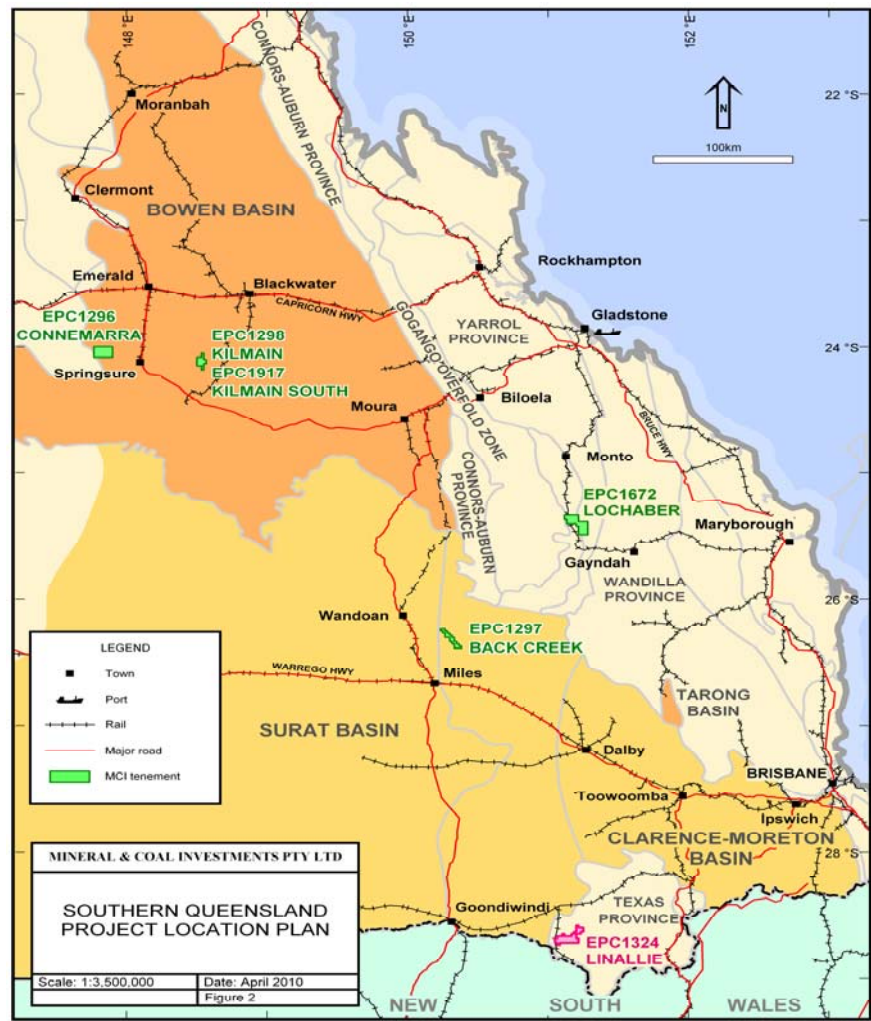 148 °E
150 °E
152 °E
22 °S
24 °S
26 °S
28 °S
N
100km
Moranbah
CONNORS-AUBURN PROVINCE
Clermont
BOWEN BASIN
Rockhampton
Emerald
Blackwater
CAPRICORN HWY
Gladstone
EPC1296
CONNEMARRA
EPC1298
KILMAIN
EPC1917
KILMAIN SOUTH
YARROL
PROVINCE
GOGANGO OVERFOLD ZONE
Springsure
Biloela
Moura
BRUCE HWY
Monto
CONNORS-AUBURN
PROVINCE
EPC1672
LOCHABER
Maryborough
Gayndah
WANDILLA
PROVINCE
Wandoan
EPC1297
BACK CREEK
WARREGO HWY
Miles
TARONG
BASIN
SURAT BASIN
Dalby
BRISBANE
Toowoomba
Ipswich
CLARENCE-MORETON
BASIN
TEXAS
PROVINCE
Goondiwindi
EPC1324
LINALLIE
NEW SOUTH WALES
LEGEND
Town
Port
Rail
Major road
MCI tenement
MINERAL & COAL INVESTMENTS PTY LTD
SOUTHERN QUEENSLAND
PROJECT LOCATION PLAN
Scale: 1:3,500,000 Date: April 2010
Figure 2